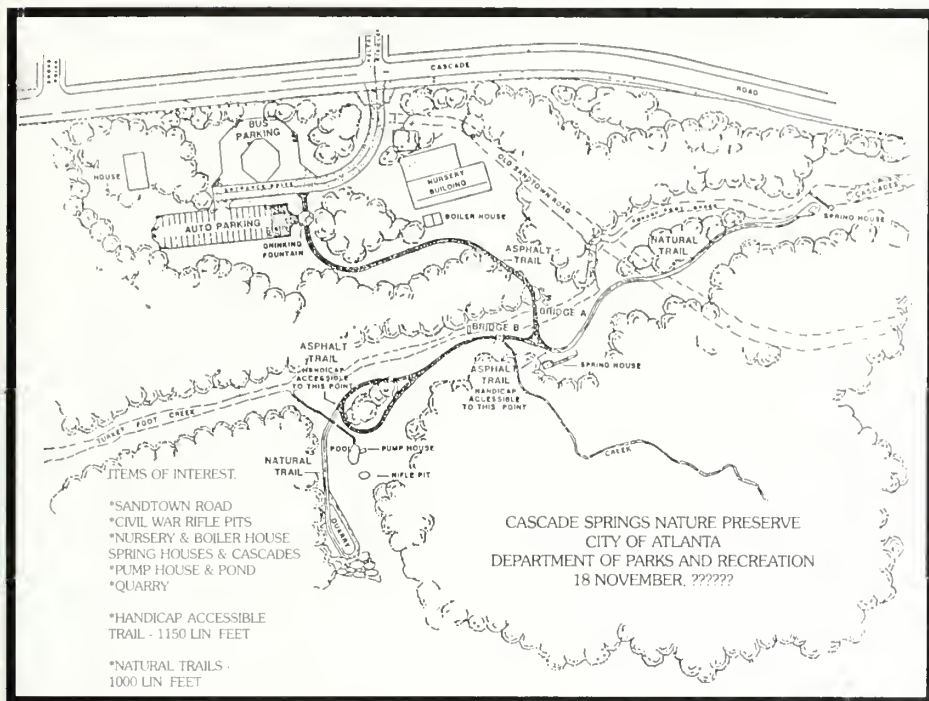 CASCADE
ROAD
BUS
PARKING
HOUSE
ENTRANCE DRIVE
NURSERY
BUILDING
OLD SANDTOWN ROAD
CASCADES
AUTO PARKING
BOILER HOUSE
SPRING HOUSE
DRINKING
FOUNTAIN
ASPHALT
TRAIL
NATURAL
TRAIL
BRIDGE A
BRIDGE B
ASPHALT
TRAIL
HANDICAP
ACCESSIBLE
TO THIS POINT
SPRING HOUSE
ASPHALT
TRAIL
HANDICAP
ACCESSIBLE
TO THIS POINT
TURKEY FOOT CREEK
POOL
PUMP HOUSE
CREEK
NATURAL
TRAIL
RIFLE PIT
QUARRY
ITEMS OF INTEREST.
*SANDTOWN ROAD
*CIVIL WAR RIFLE PITS
*NURSERY & BOILER HOUSE
SPRING HOUSES & CASCADES
*PUMP HOUSE & POND
*QUARRY
*HANDICAP ACCESSIBLE
TRAIL - 1150 LIN FEET
*NATURAL TRAILS -
1000 LIN FEET
CASCADE SPRINGS NATURE PRESERVE
CITY OF ATLANTA
DEPARTMENT OF PARKS AND RECREATION
18 NOVEMBER, ??????